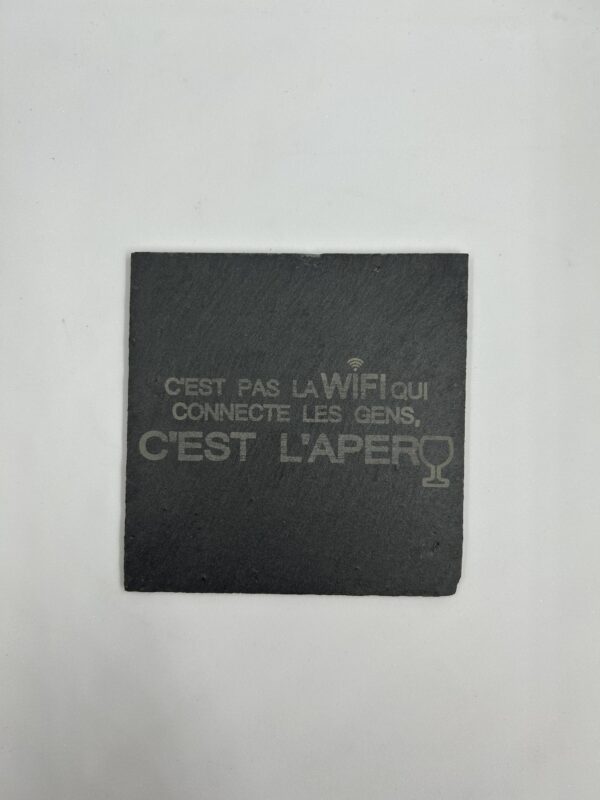 C'EST PAS LA WIFI QUI
CONNECTE LES GENS,
C'EST L'APERO